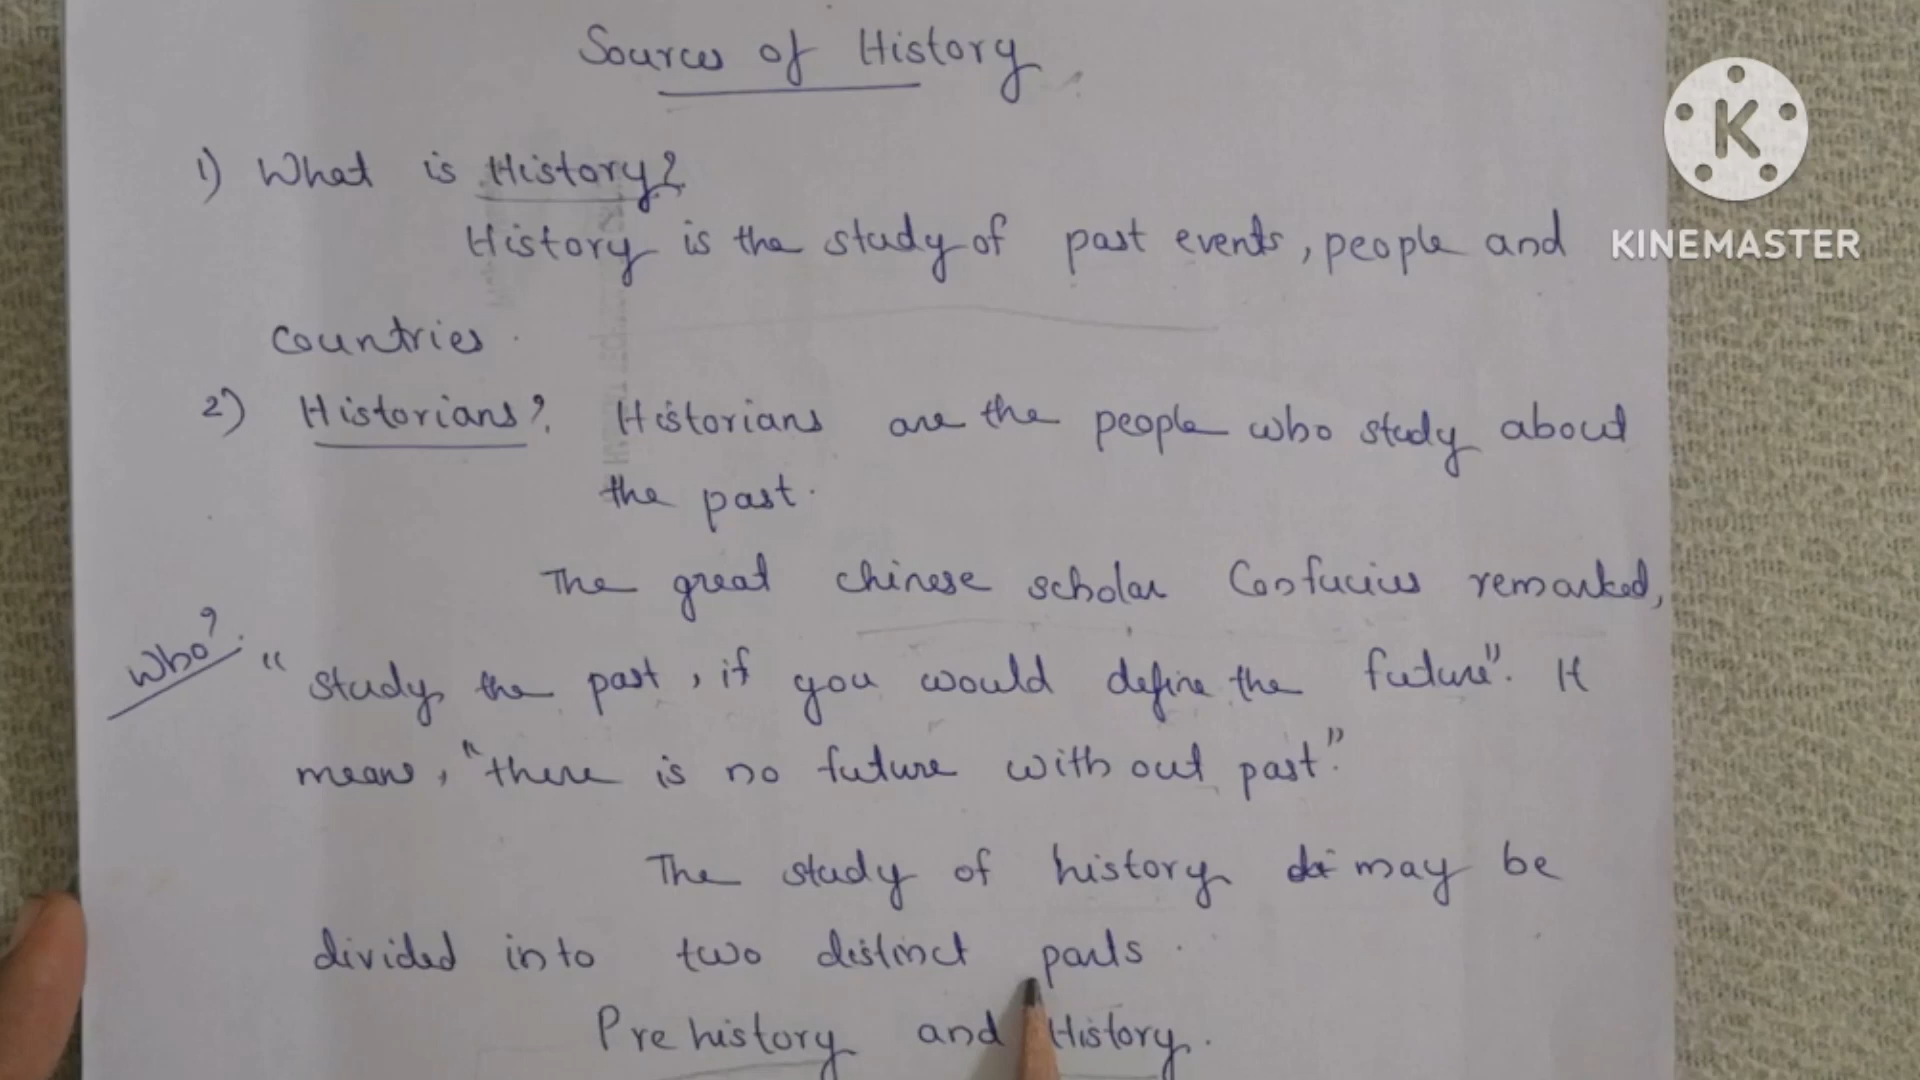 Sources of History
1) What is History?
History is the study of past events, people and
countries.
2) Historians? Historians are the people who study about
the past.
The great chinese scholar Confucius remarked,
Who?
"study the past, if you would define the future". It
means, "there is no future with out past."
The study of history may be
divided into two distinct parts.
Pre history and History.
K
KINEMASTER